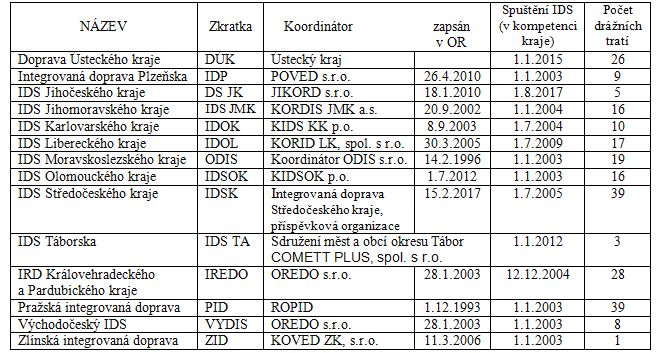 NÁZEV Zkratka Koordinátor zapsán v OR Spuštění IDS (v kompetenci kraje) Počet drážních tratí
Doprava Ústeckého kraje DUK Ústecký kraj 1.1.2015 26
Integrovaná doprava Plzeňska IDP POVED s.r.o. 26.4.2010 1.1.2003 9
IDS Jihočeského kraje DS JK JIKORD s.r.o. 18.1.2010 1.8.2017 5
IDS Jihomoravského kraje IDS JMK KORDIS JMK a.s. 20.9.2002 1.1.2004 16
IDS Karlovarského kraje IDOK KIDS KK p.o. 8.9.2003 1.7.2004 10
IDS Libereckého kraje IDOL KORID LK, spol. s r.o. 30.3.2005 1.7.2009 17
IDS Moravskoslezského kraje ODIS Koordinátor ODIS s.r.o. 14.2.1996 1.1.2003 19
IDS Olomouckého kraje IDSOK KIDSOK p.o. 1.7.2012 1.1.2003 16
IDS Středočeského kraje IDSK Integrovaná doprava 15.2.2017 1.7.2005 39
Středočeského kraje,
příspěvková organizace
IDS Táborska IDS TA Sdružení měst a obcí okresu Tábor 1.1.2012 3
COMETT PLUS, spol. s r.o.
IRD Královehradeckého IREDO OREDO s.r.o. 28.1.2003 12.12.2004 28
a Pardubického kraje
Pražská integrovaná doprava PID ROPID 1.12.1993 1.1.2003 39
Východočeský IDS VYDIS OREDO s.r.o. 28.1.2003 1.1.2003 8
Zlínská integrovaná doprava ZID KOVED ZK, s.r.o. 11.3.2006 1.1.2003 1